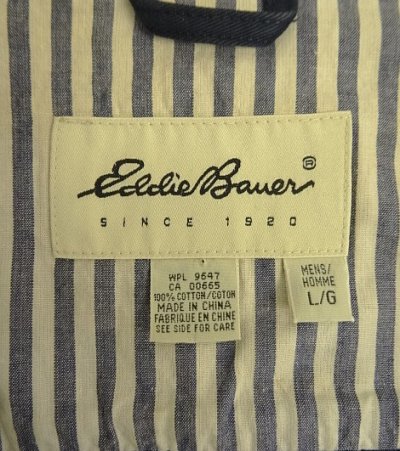 Eddie Bauer ®
SINCE 1920
WPL 9647
CA 00665
100% COTTON/COTON
MADE IN CHINA
FABRIQUE EN CHINE
SEE SIDE FOR CARE
MENS/
HOMME
L/G